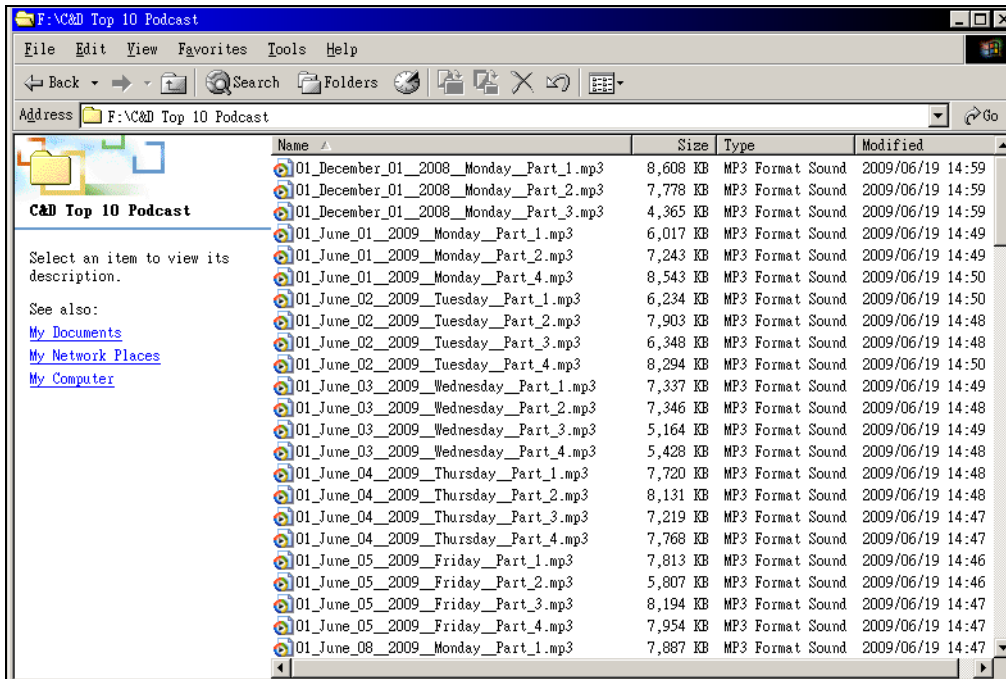 F:\C&D Top 10 Podcast
File Edit View Favorites Tools Help
Back Search Folders
Address F:\C&D Top 10 Podcast Go
C&D Top 10 Podcast
Select an item to view its
description.
See also:
My Documents
My Network Places
My Computer
Name Size Type Modified
01_December_01__2008__Monday__Part_1.mp3 8,608 KB MP3 Format Sound 2009/06/19 14:59
01_December_01__2008__Monday__Part_2.mp3 7,778 KB MP3 Format Sound 2009/06/19 14:59
01_December_01__2008__Monday__Part_3.mp3 4,365 KB MP3 Format Sound 2009/06/19 14:59
01_June_01__2009__Monday__Part_1.mp3 6,017 KB MP3 Format Sound 2009/06/19 14:49
01_June_01__2009__Monday__Part_2.mp3 7,243 KB MP3 Format Sound 2009/06/19 14:49
01_June_01__2009__Monday__Part_4.mp3 8,543 KB MP3 Format Sound 2009/06/19 14:50
01_June_02__2009__Tuesday__Part_1.mp3 6,234 KB MP3 Format Sound 2009/06/19 14:50
01_June_02__2009__Tuesday__Part_2.mp3 7,903 KB MP3 Format Sound 2009/06/19 14:48
01_June_02__2009__Tuesday__Part_3.mp3 6,348 KB MP3 Format Sound 2009/06/19 14:48
01_June_02__2009__Tuesday__Part_4.mp3 8,294 KB MP3 Format Sound 2009/06/19 14:50
01_June_03__2009__Wednesday__Part_1.mp3 7,337 KB MP3 Format Sound 2009/06/19 14:49
01_June_03__2009__Wednesday__Part_2.mp3 7,346 KB MP3 Format Sound 2009/06/19 14:48
01_June_03__2009__Wednesday__Part_3.mp3 5,164 KB MP3 Format Sound 2009/06/19 14:49
01_June_03__2009__Wednesday__Part_4.mp3 5,428 KB MP3 Format Sound 2009/06/19 14:48
01_June_04__2009__Thursday__Part_1.mp3 7,720 KB MP3 Format Sound 2009/06/19 14:48
01_June_04__2009__Thursday__Part_2.mp3 8,131 KB MP3 Format Sound 2009/06/19 14:48
01_June_04__2009__Thursday__Part_3.mp3 7,219 KB MP3 Format Sound 2009/06/19 14:47
01_June_04__2009__Thursday__Part_4.mp3 7,768 KB MP3 Format Sound 2009/06/19 14:47
01_June_05__2009__Friday__Part_1.mp3 7,813 KB MP3 Format Sound 2009/06/19 14:46
01_June_05__2009__Friday__Part_2.mp3 5,807 KB MP3 Format Sound 2009/06/19 14:46
01_June_05__2009__Friday__Part_3.mp3 8,194 KB MP3 Format Sound 2009/06/19 14:47
01_June_05__2009__Friday__Part_4.mp3 7,954 KB MP3 Format Sound 2009/06/19 14:47
01_June_08__2009__Monday__Part_1.mp3 7,887 KB MP3 Format Sound 2009/06/19 14:47